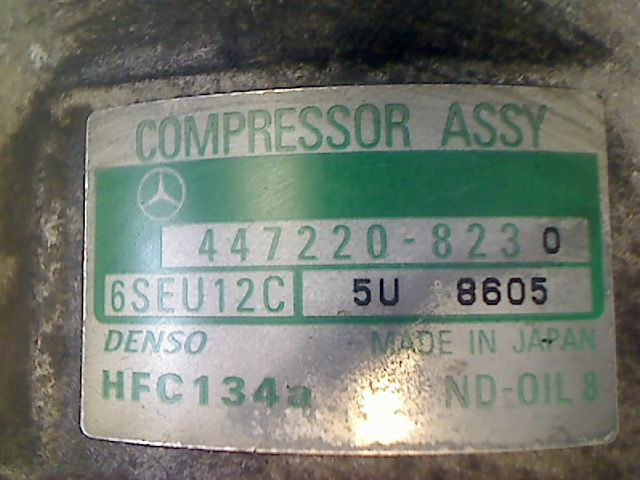 COMPRESSOR ASSY
447220-8230
6SEU12C 5U 8605
DENSO MADE IN JAPAN
HFC134a ND-OIL 8